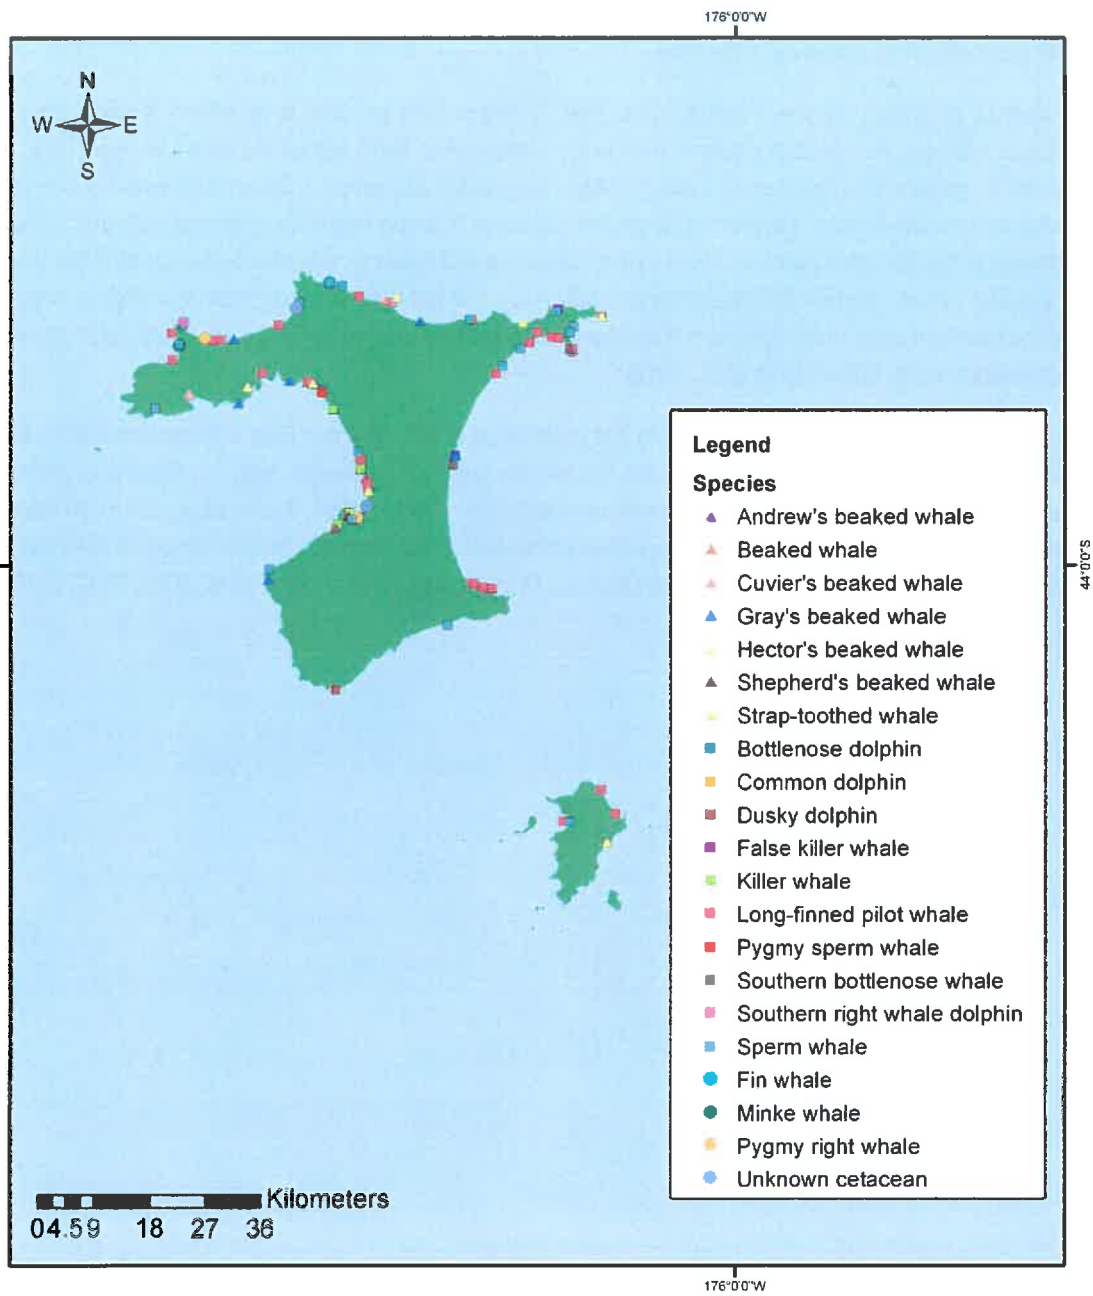 176°0'0"W
N
W E
S
Legend
Species
Andrew's beaked whale
Beaked whale
Cuvier's beaked whale
Gray's beaked whale
Hector's beaked whale
Shepherd's beaked whale
Strap-toothed whale
Bottlenose dolphin
Common dolphin
Dusky dolphin
False killer whale
Killer whale
Long-finned pilot whale
Pygmy sperm whale
Southern bottlenose whale
Southern right whale dolphin
Sperm whale
Fin whale
Minke whale
Pygmy right whale
Unknown cetacean
44°0'0"S
Kilometers
0 4.5 9 18 27 36
176°0'0"W